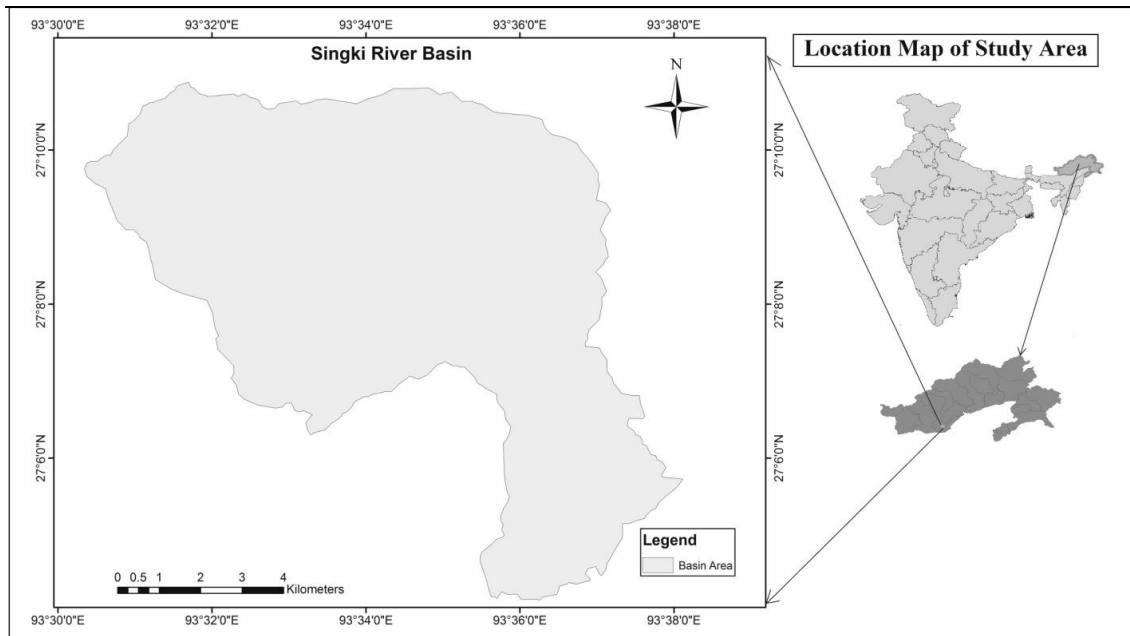 93°30'0"E 93°32'0"E 93°34'0"E 93°36'0"E 93°38'0"E
Singki River Basin
N
27°10'0"N
27°8'0"N
27°6'0"N
27°10'0"N
27°8'0"N
27°6'0"N
Legend
Basin Area
0 0.5 1 2 3 4
Kilometers
93°30'0"E 93°32'0"E 93°34'0"E 93°36'0"E 93°38'0"E
Location Map of Study Area